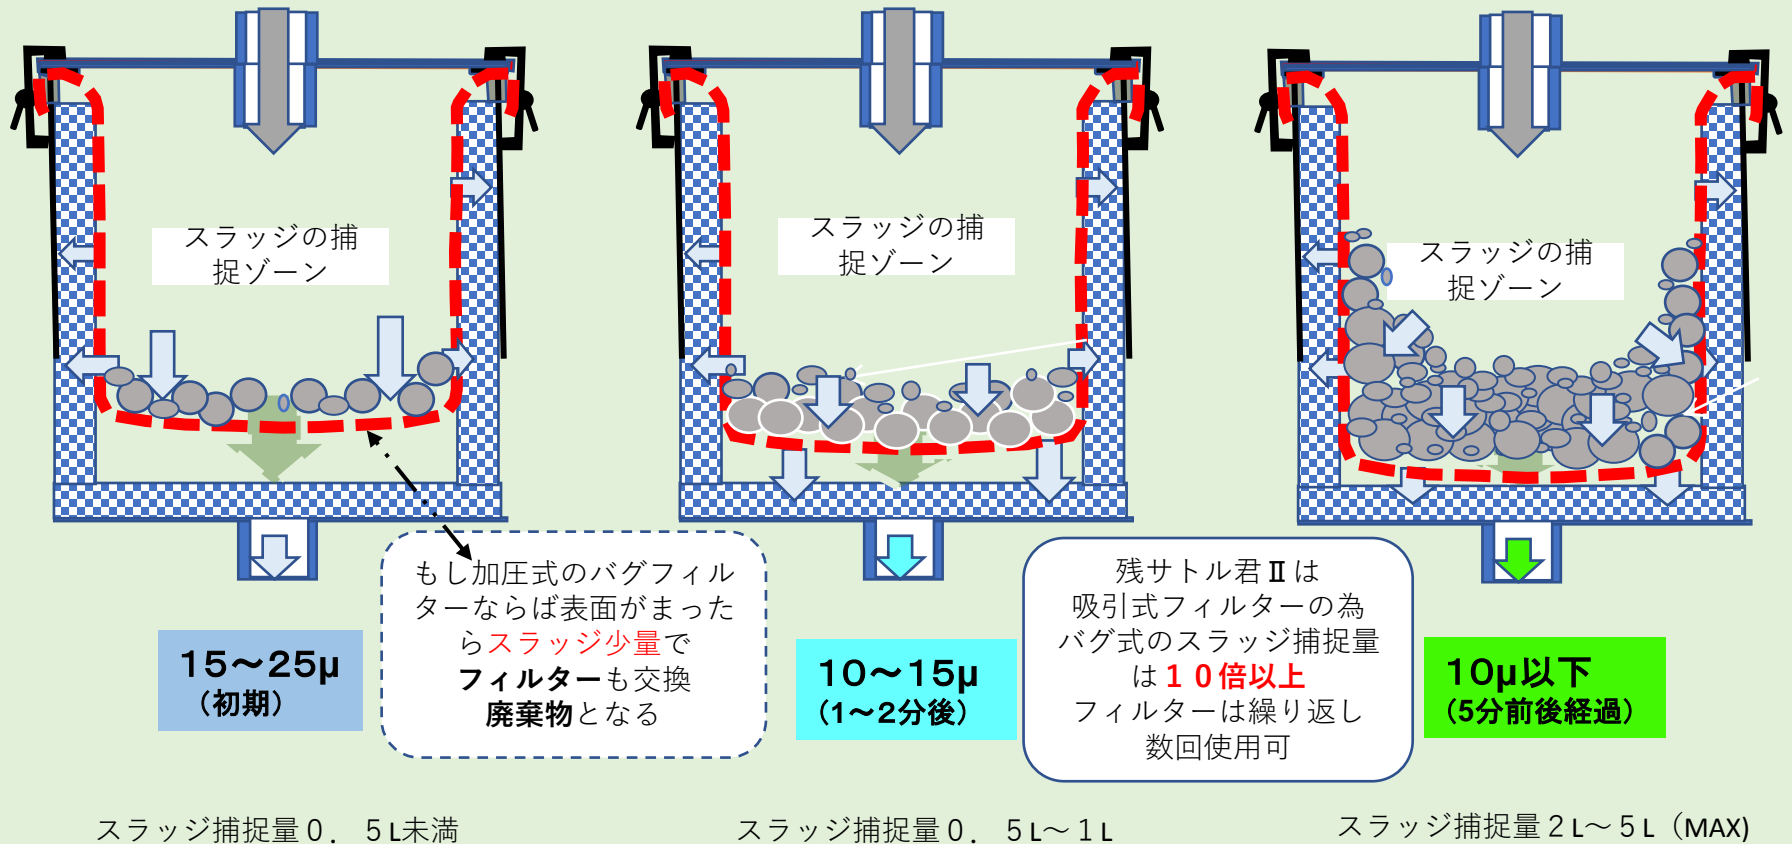 スラッジの捕
捉ゾーン
スラッジの捕
捉ゾーン
スラッジの捕
捉ゾーン
もし加圧式のバグフィル
ターならば表面がまった
らスラッジ少量で
フィルターも交換
廃棄物となる
残サトル君Ⅱは
吸引式フィルターの為
バグ式のスラッジ捕捉量
は１０倍以上
フィルターは繰り返し
数回使用可
15～25μ
（初期）
10～15μ
（1～2分後）
10μ以下
（5分前後経過）
スラッジ捕捉量０．５L未満
スラッジ捕捉量０．５L～１L
スラッジ捕捉量２L～５L（MAX)